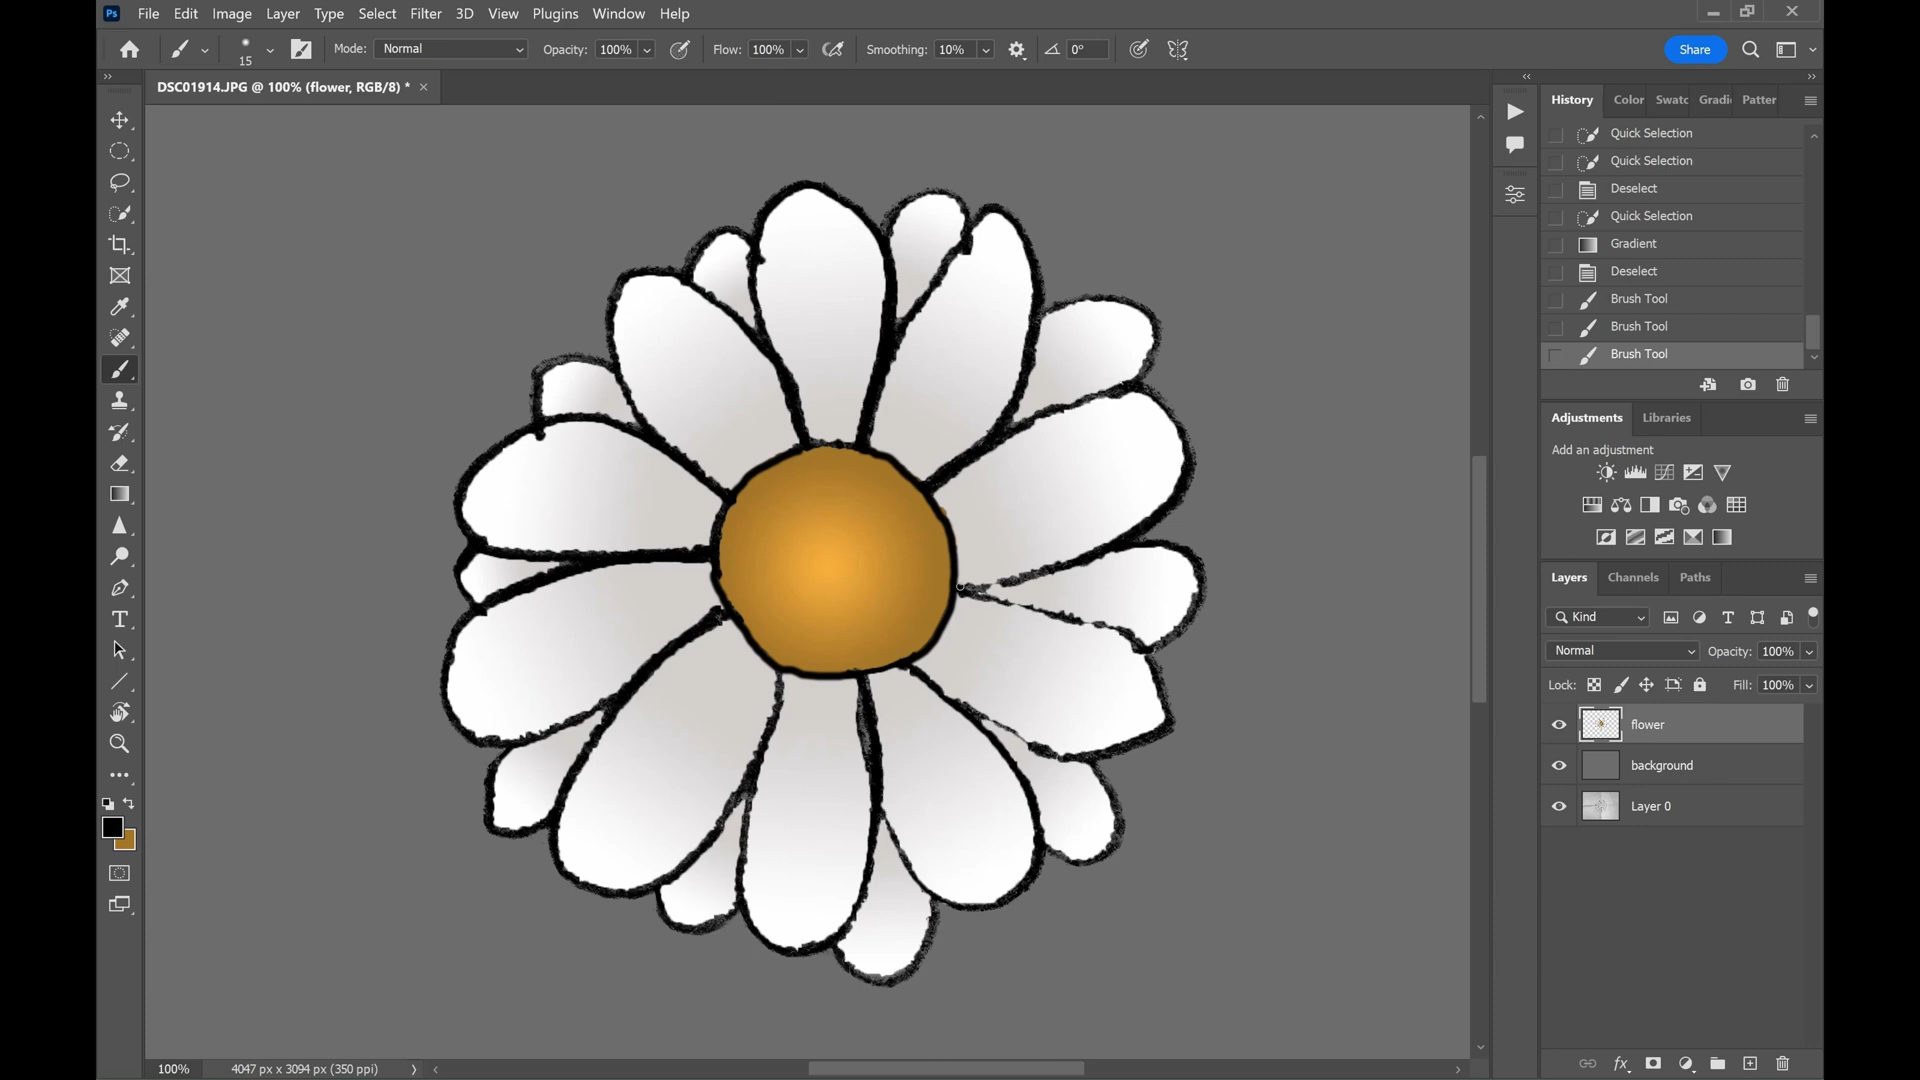 Ps File Edit Image Layer Type Select Filter 3D View Plugins Window Help
15 Mode: Normal Opacity: 100% Flow: 100% Smoothing: 10% 0° Share
DSC01914.JPG @ 100% (flower, RGB/8) *
History Color Swatc Gradi Patter
Quick Selection
Quick Selection
Deselect
Quick Selection
Gradient
Deselect
Brush Tool
Brush Tool
Brush Tool
Adjustments Libraries
Add an adjustment
Layers Channels Paths
Kind
Normal Opacity: 100%
Lock: Fill: 100%
flower
background
Layer 0
fx
100% 4047 px x 3094 px (350 ppi)